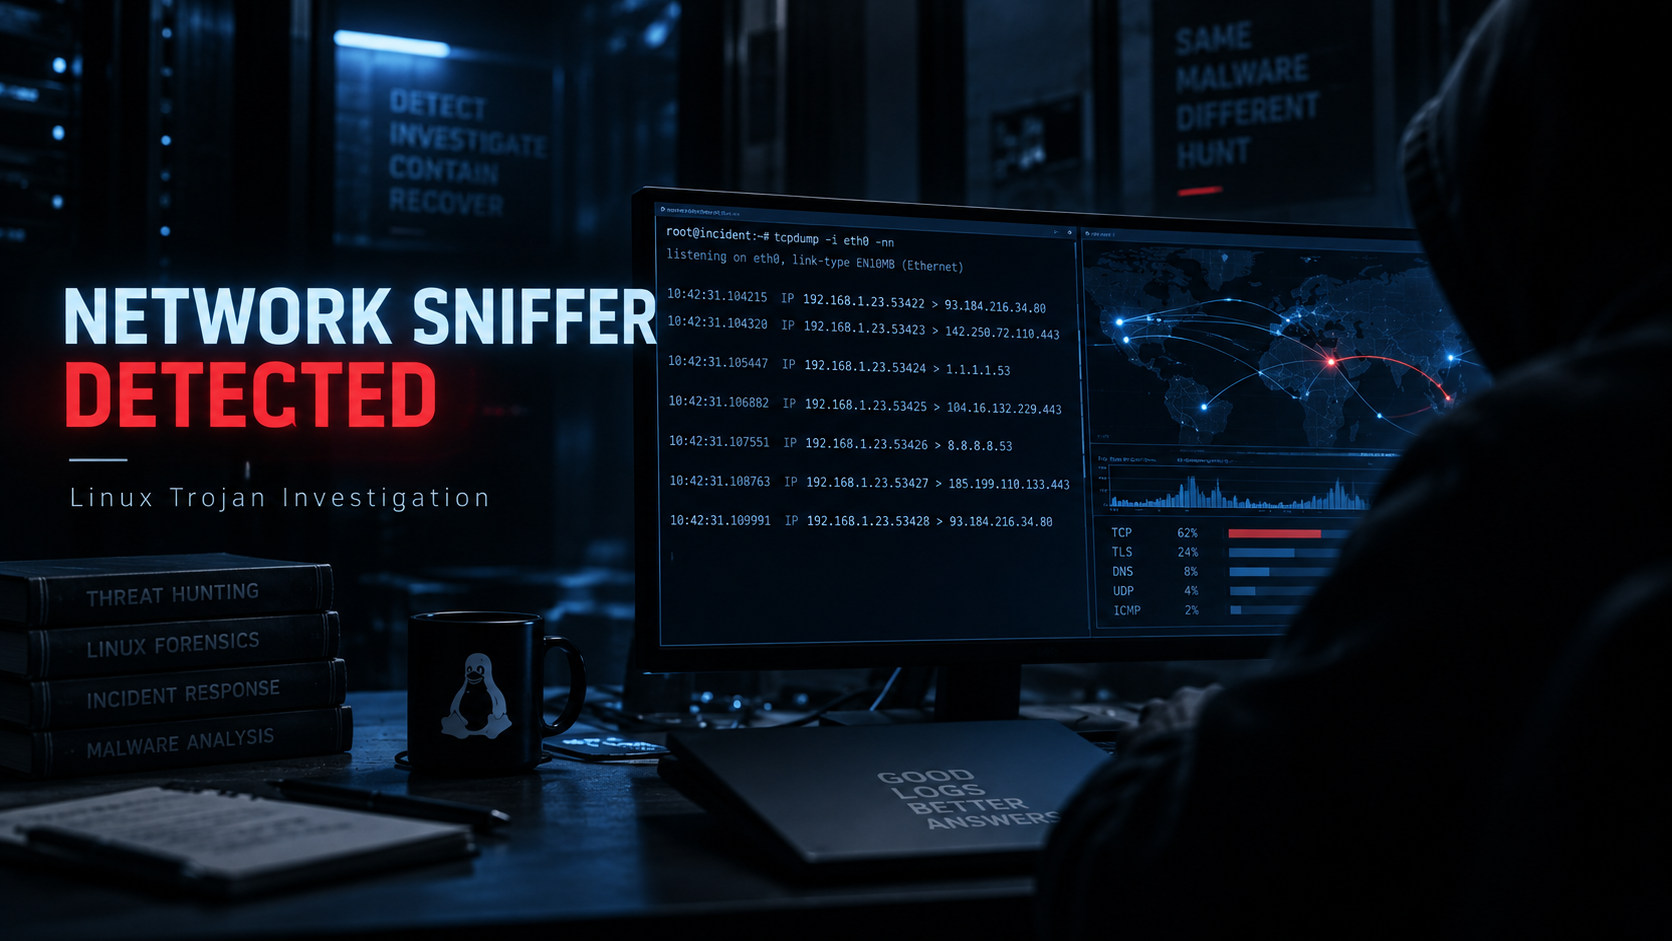 DETECT
INVESTIGATE
CONTAIN
RECOVER
SAME
MALWARE
DIFFERENT
HUNT
NETWORK SNIFFER
DETECTED
Linux Trojan Investigation
root@incident:~# tcpdump -i eth0 -nn
listening on eth0, link-type EN10MB (Ethernet)
10:42:31.104215 IP 192.168.1.23.53422 > 93.184.216.34.80
10:42:31.104320 IP 192.168.1.23.53423 > 142.250.72.110.443
10:42:31.105447 IP 192.168.1.23.53424 > 1.1.1.1.53
10:42:31.106882 IP 192.168.1.23.53425 > 104.16.132.229.443
10:42:31.107551 IP 192.168.1.23.53426 > 8.8.8.8.53
10:42:31.108763 IP 192.168.1.23.53427 > 185.199.110.133.443
10:42:31.109991 IP 192.168.1.23.53428 > 93.184.216.34.80
TCP 62%
TLS 24%
DNS 8%
UDP 4%
ICMP 2%
THREAT HUNTING
LINUX FORENSICS
INCIDENT RESPONSE
MALWARE ANALYSIS
GOOD
LOGS
BETTER
ANSWERS